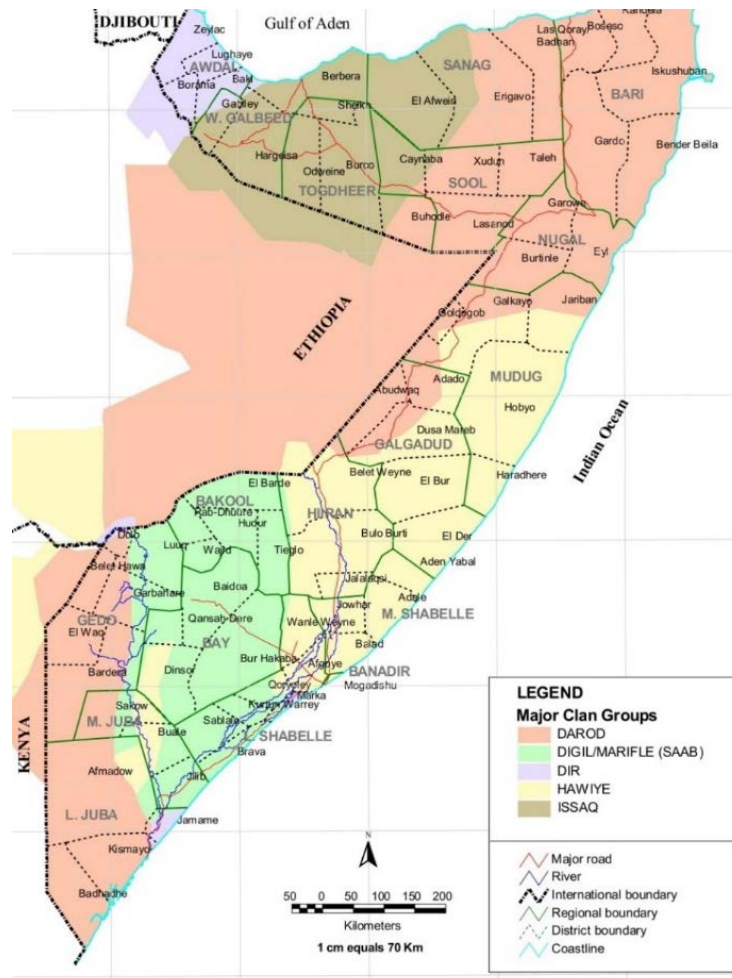 DJIBOUTI
Gulf of Aden
Zeylac
Lughaye
AWDAL
Borama
Baki
Gabiley
W. GALBEED
Berbera
Sheikh
El Afwein
SANAG
Erigavo
Las Qoray
Badhan
Bosaso
Kandera
Iskushuban
BARI
Gardo
Bender Beila
Hargeisa
Odweine
Burco
TOGDHEER
Caynaba
Xudun
Taleh
SOOL
Buhodle
Lasanod
Garowe
NUGAL
Burtinle
Eyl
Goldogob
Galkayo
Jariban
ETHIOPIA
Abudwaq
Adado
MUDUG
Hobyo
Dusa Mareb
GALGADUD
Belet Weyne
El Bur
Haradhere
Indian Ocean
El Barde
BAKOOL
Rab-Dhuure
Hudur
HIRAN
Bulo Burti
El Der
Dolo
Luuq
Wajid
Tieglo
Aden Yabal
Belet Hawa
Garbahare
Baidoa
Jalalaqsi
Adale
GEDO
El Waq
Qansah-Dere
Wanle Weyne
Jowhar
M. SHABELLE
BAY
Balad
Bardera
Dinsor
Bur Hakaba
Afgoye
BANADIR
Qoryoley
Mogadishu
Marka
Sakow
Kurtun Warrey
M. JUBA
Bualle
Sablale
L. SHABELLE
KENYA
Brava
Afmadow
Jilib
L. JUBA
Jamame
Kismayo
Badhadhe
N
50 0 50 100 150 200
Kilometers
1 cm equals 70 Km
LEGEND
Major Clan Groups
DAROD
DIGIL/MARIFLE (SAAB)
DIR
HAWIYE
ISSAQ
Major road
River
International boundary
Regional boundary
District boundary
Coastline